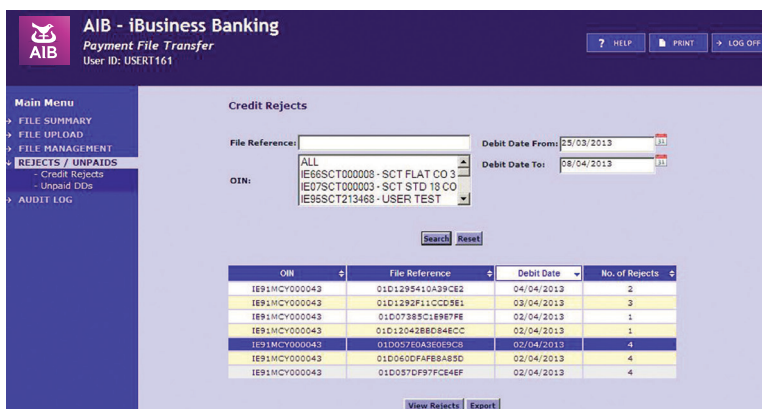 AIB
AIB - iBusiness Banking
Payment File Transfer
User ID: USERT161
? HELP
PRINT
LOG OFF
Main Menu
FILE SUMMARY
FILE UPLOAD
FILE MANAGEMENT
REJECTS / UNPAIDS
- Credit Rejects
- Unpaid DDs
AUDIT LOG
Credit Rejects
File Reference:
Debit Date From: 25/03/2013
Debit Date To: 08/04/2013
OIN:
ALL
IE66SCT000008 - SCT FLAT CO 3
IE07SCT000003 - SCT STD 18 CO
IE95SCT213468 - USER TEST
Search Reset
OIN File Reference Debit Date No. of Rejects
IE91MCY000043 01D1295410A39CE2 04/04/2013 2
IE91MCY000043 01D1292F11CCD5E1 03/04/2013 3
IE91MCY000043 01D07385C1E9E7FE 02/04/2013 1
IE91MCY000043 01D12042BBD84ECC 02/04/2013 1
IE91MCY000043 01D057E0A3E0E9C8 02/04/2013 4
IE91MCY000043 01D060DFAFB8A85D 02/04/2013 4
IE91MCY000043 01D057DF97FCE4EF 02/04/2013 4
View Rejects Export